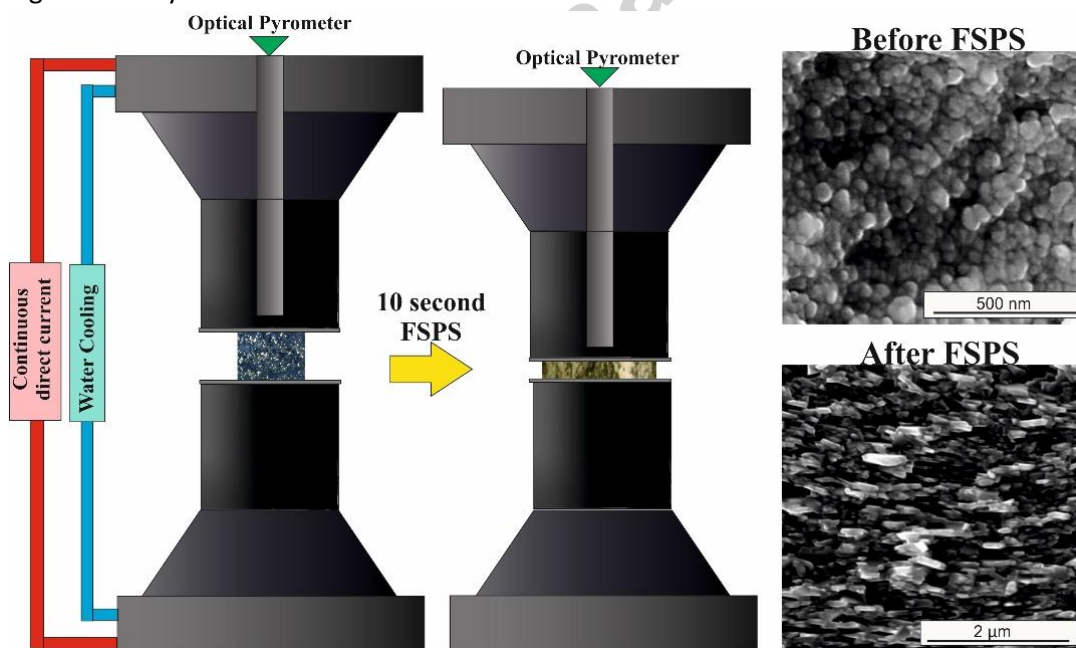 Optical Pyrometer
Optical Pyrometer
Continuous
direct current
Water Cooling
10 second
FSPS
Before FSPS
500 nm
After FSPS
2 µm